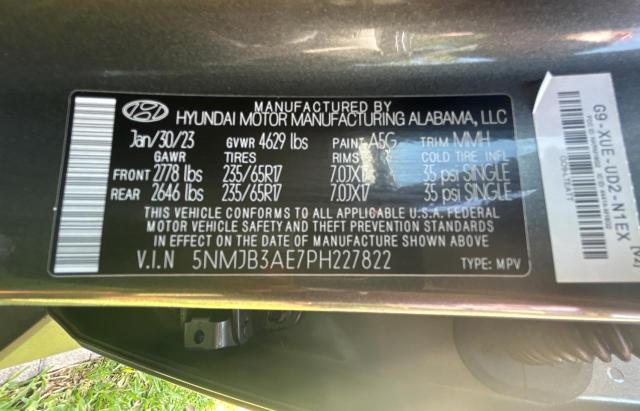 MANUFACTURED BY
HYUNDAI MOTOR MANUFACTURING ALABAMA, LLC
Jan/30/23 GVWR 4629 lbs PAINT A5G TRIM MMH
GAWR TIRES RIMS COLD TIRE INFL.
FRONT 2778 lbs 235/65R17 7.0JX17 35 psi SINGLE
REAR 2646 lbs 235/65R17 7.0JX17 35 psi SINGLE
THIS VEHICLE CONFORMS TO ALL APPLICABLE U.S.A. FEDERAL
MOTOR VEHICLE SAFETY AND THEFT PREVENTION STANDARDS
IN EFFECT ON THE DATE OF MANUFACTURE SHOWN ABOVE.
V.I.N 5NMJB3AE7PH227822 TYPE: MPV
G9-XUE-UD2-N1EX